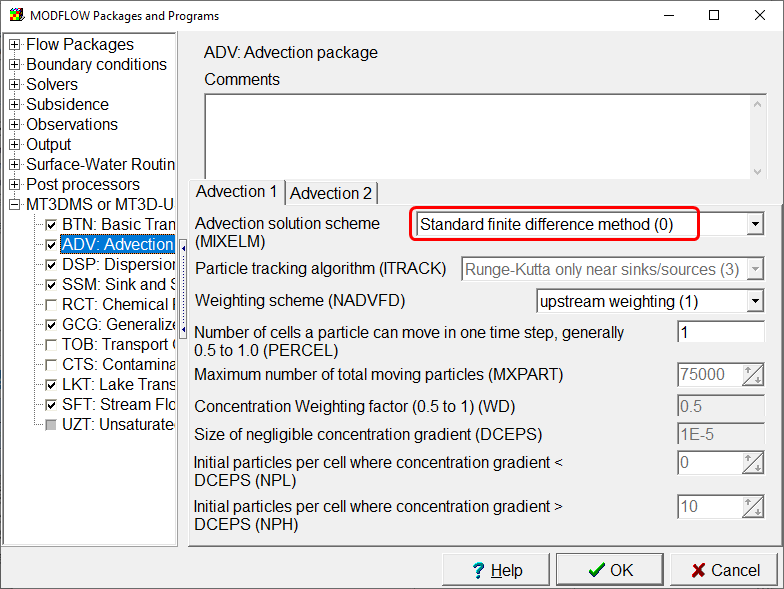 MODFLOW Packages and Programs
Flow Packages
Boundary conditions
Solvers
Subsidence
Observations
Output
Surface-Water Routin
Post processors
MT3DMS or MT3D-U
BTN: Basic Tran
ADV: Advection
DSP: Dispersion
SSM: Sink and S
RCT: Chemical R
GCG: Generalize
TOB: Transport O
CTS: Contamina
LKT: Lake Trans
SFT: Stream Flo
UZT: Unsaturate
ADV: Advection package
Comments
Advection 1
Advection 2
Advection solution scheme
(MIXELM)
Standard finite difference method (0)
Particle tracking algorithm (ITRACK)
Runge-Kutta only near sinks/sources (3)
Weighting scheme (NADVFD)
upstream weighting (1)
Number of cells a particle can move in one time step, generally
0.5 to 1.0 (PERCEL)
1
Maximum number of total moving particles (MXPART)
75000
Concentration Weighting factor (0.5 to 1) (WD)
0.5
Size of negligible concentration gradient (DCEPS)
1E-5
Initial particles per cell where concentration gradient <
DCEPS (NPL)
0
Initial particles per cell where concentration gradient >
DCEPS (NPH)
10
? Help
OK
Cancel